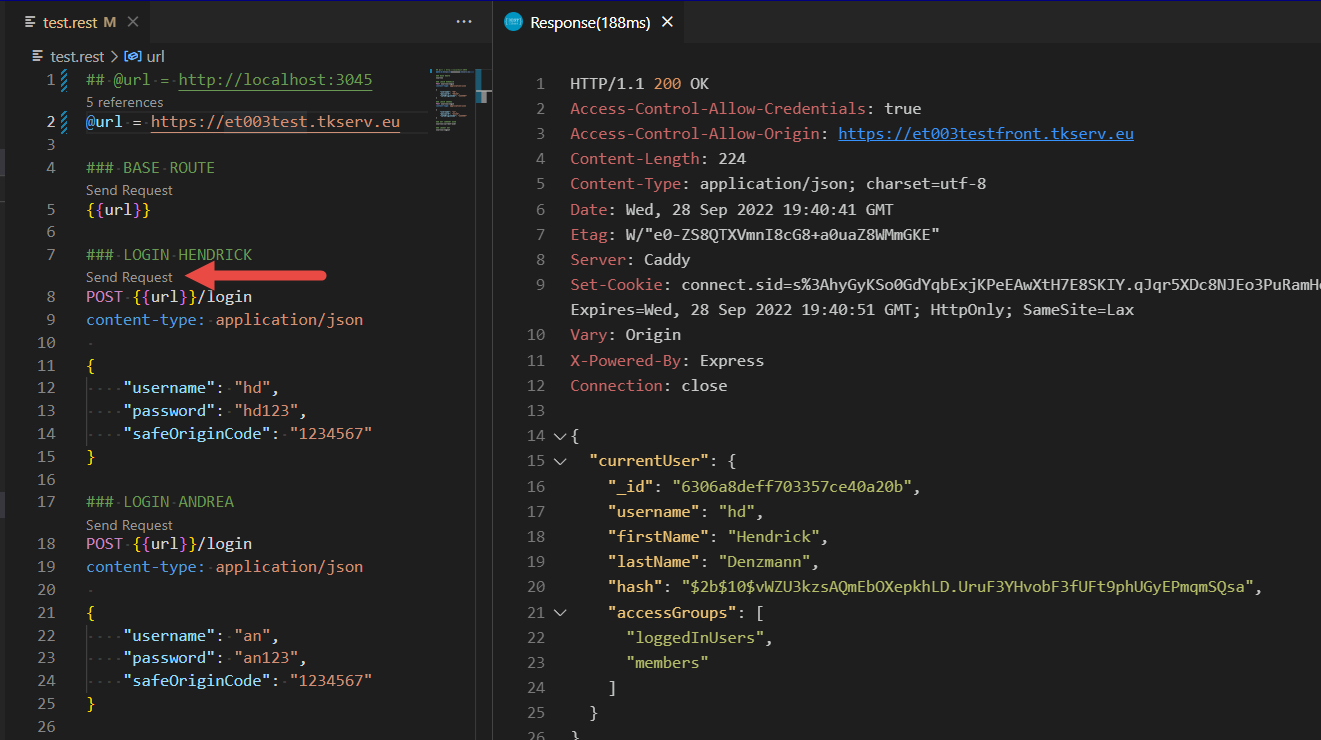 test.rest M
test.rest > url
1 ## @url = http://localhost:3045
5 references
2 @url = https://et003test.tkserv.eu
3
4 ### BASE ROUTE
Send Request
5 {{url}}
6
7 ### LOGIN HENDRICK
Send Request
8 POST {{url}}/login
9 content-type: application/json
10
11 {
12 "username": "hd",
13 "password": "hd123",
14 "safeOriginCode": "1234567"
15 }
16
17 ### LOGIN ANDREA
Send Request
18 POST {{url}}/login
19 content-type: application/json
20
21 {
22 "username": "an",
23 "password": "an123",
24 "safeOriginCode": "1234567"
25 }
26
Response(188ms)
1 HTTP/1.1 200 OK
2 Access-Control-Allow-Credentials: true
3 Access-Control-Allow-Origin: https://et003testfront.tkserv.eu
4 Content-Length: 224
5 Content-Type: application/json; charset=utf-8
6 Date: Wed, 28 Sep 2022 19:40:41 GMT
7 Etag: W/"e0-ZS8QTXVmnI8cG8+a0uaZ8WMmGKE"
8 Server: Caddy
9 Set-Cookie: connect.sid=s%3AhyGyKSo0GdYqbExjKPeEAwXtH7E8SKIY.qJqr5XDc8NJEo3PuRamH
Expires=Wed, 28 Sep 2022 19:40:51 GMT; HttpOnly; SameSite=Lax
10 Vary: Origin
11 X-Powered-By: Express
12 Connection: close
13
14 {
15 "currentUser": {
16 "_id": "6306a8deff703357ce40a20b",
17 "username": "hd",
18 "firstName": "Hendrick",
19 "lastName": "Denzmann",
20 "hash": "$2b$10$vWZU3kzsAQmEbOXepkhLD.UruF3YHvobF3fUFt9phUGyEPmqmSQsa",
21 "accessGroups": [
22 "loggedInUsers",
23 "members"
24 ]
25 }
26 }